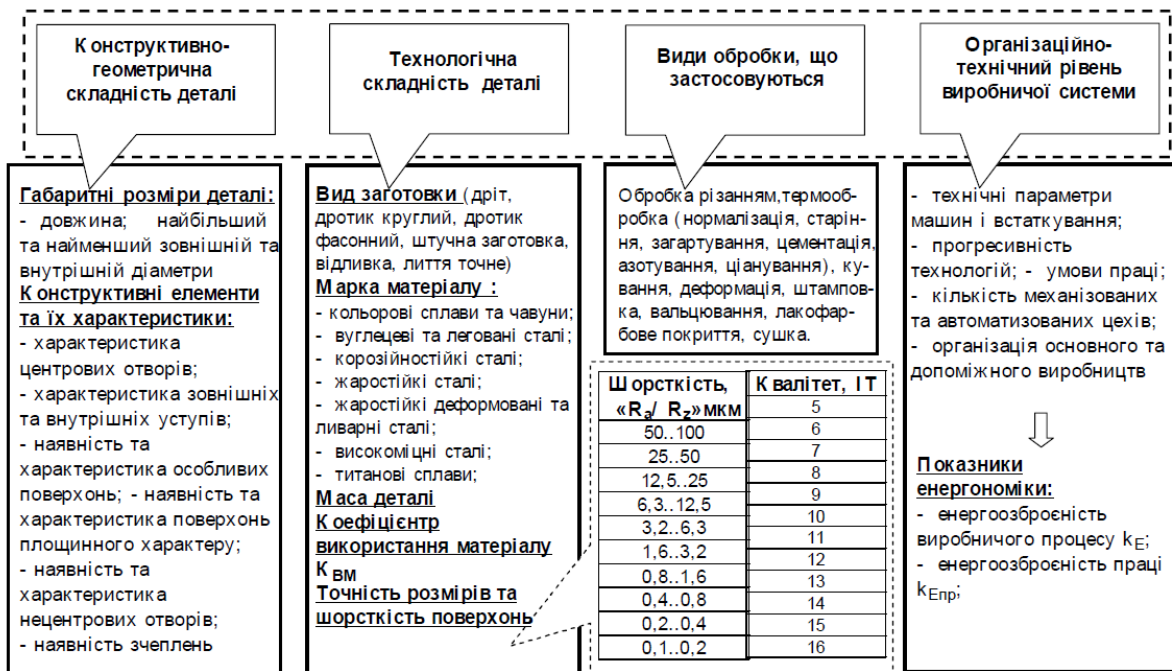 Конструктивно-
геометрична
складність деталі
Технологічна
складність деталі
Види обробки, що
застосовуються
Організаційно-
технічний рівень
виробничої системи
Габаритні розміри деталі:
- довжина; найбільший
та найменший зовнішній та
внутрішній діаметри
Конструктивні елементи
та їх характеристики:
- характеристика
центрових отворів;
- характеристика зовнішніх
та внутрішніх уступів;
- наявність та
характеристика особливих
поверхонь; - наявність та
характеристика поверхонь
площинного характеру;
- наявність та
характеристика
нецентрових отворів;
- наявність зчеплень
Вид заготовки (дріт,
дротик круглий, дротик
фасонний, штучна заготовка,
відливка, лиття точне)
Марка матеріалу :
- кольорові сплави та чавуни;
- вуглецеві та леговані сталі;
- корозійностійкі сталі;
- жаростійкі сталі;
- жаростійкі деформовані та
ливарні сталі;
- високоміцні сталі;
- титанові сплави;
Маса деталі
Коефіцієнтр
використання матеріалу
К ВМ
Точність розмірів та
шорсткість поверхонь
Обробка різанням,термооб-
робка (нормалізація, старін-
ня, загартування, цементація,
азотування, ціанування), ку-
вання, деформація, штампов-
ка, вальцювання, лакофар-
бове покриття, сушка.
Шорсткість,
«Ra/ Rz»мкм
50..100
25..50
12,5..25
6,3..12,5
3,2..6,3
1,6..3,2
0,8..1,6
0,4..0,8
0,2..0,4
0,1..0,2
Квалітет, ІТ
5
6
7
8
9
10
11
12
13
14
15
16
- технічні параметри
машин і встаткування;
- прогресивність
технологій; - умови праці;
- кількість механізованих
та автоматизованих цехів;
- організація основного та
допоміжного виробництв
Показники
енергономіки:
- енергоозброєність
виробничого процесу kE;
- енергоозброєність праці
kEпр;